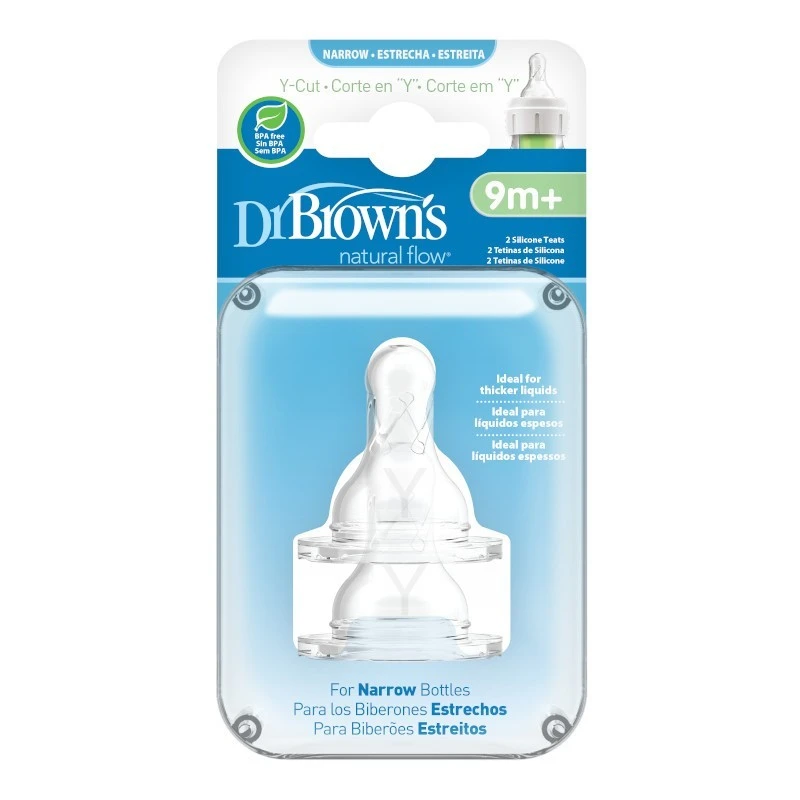 NARROW • ESTRECHA • ESTREITA
Y-Cut • Corte en "Y" • Corte em "Y"
BPA free
Sin BPA
Sem BPA
9m+
Dr Brown's
natural flow®
2 Silicone Teats
2 Tetinas de Silicona
2 Tetinas de Silicone
Ideal for
thicker liquids
Ideal para
líquidos espesos
Ideal para
líquidos espessos
Y
Y
For Narrow Bottles
Para los Biberones Estrechos
Para Biberões Estreitos